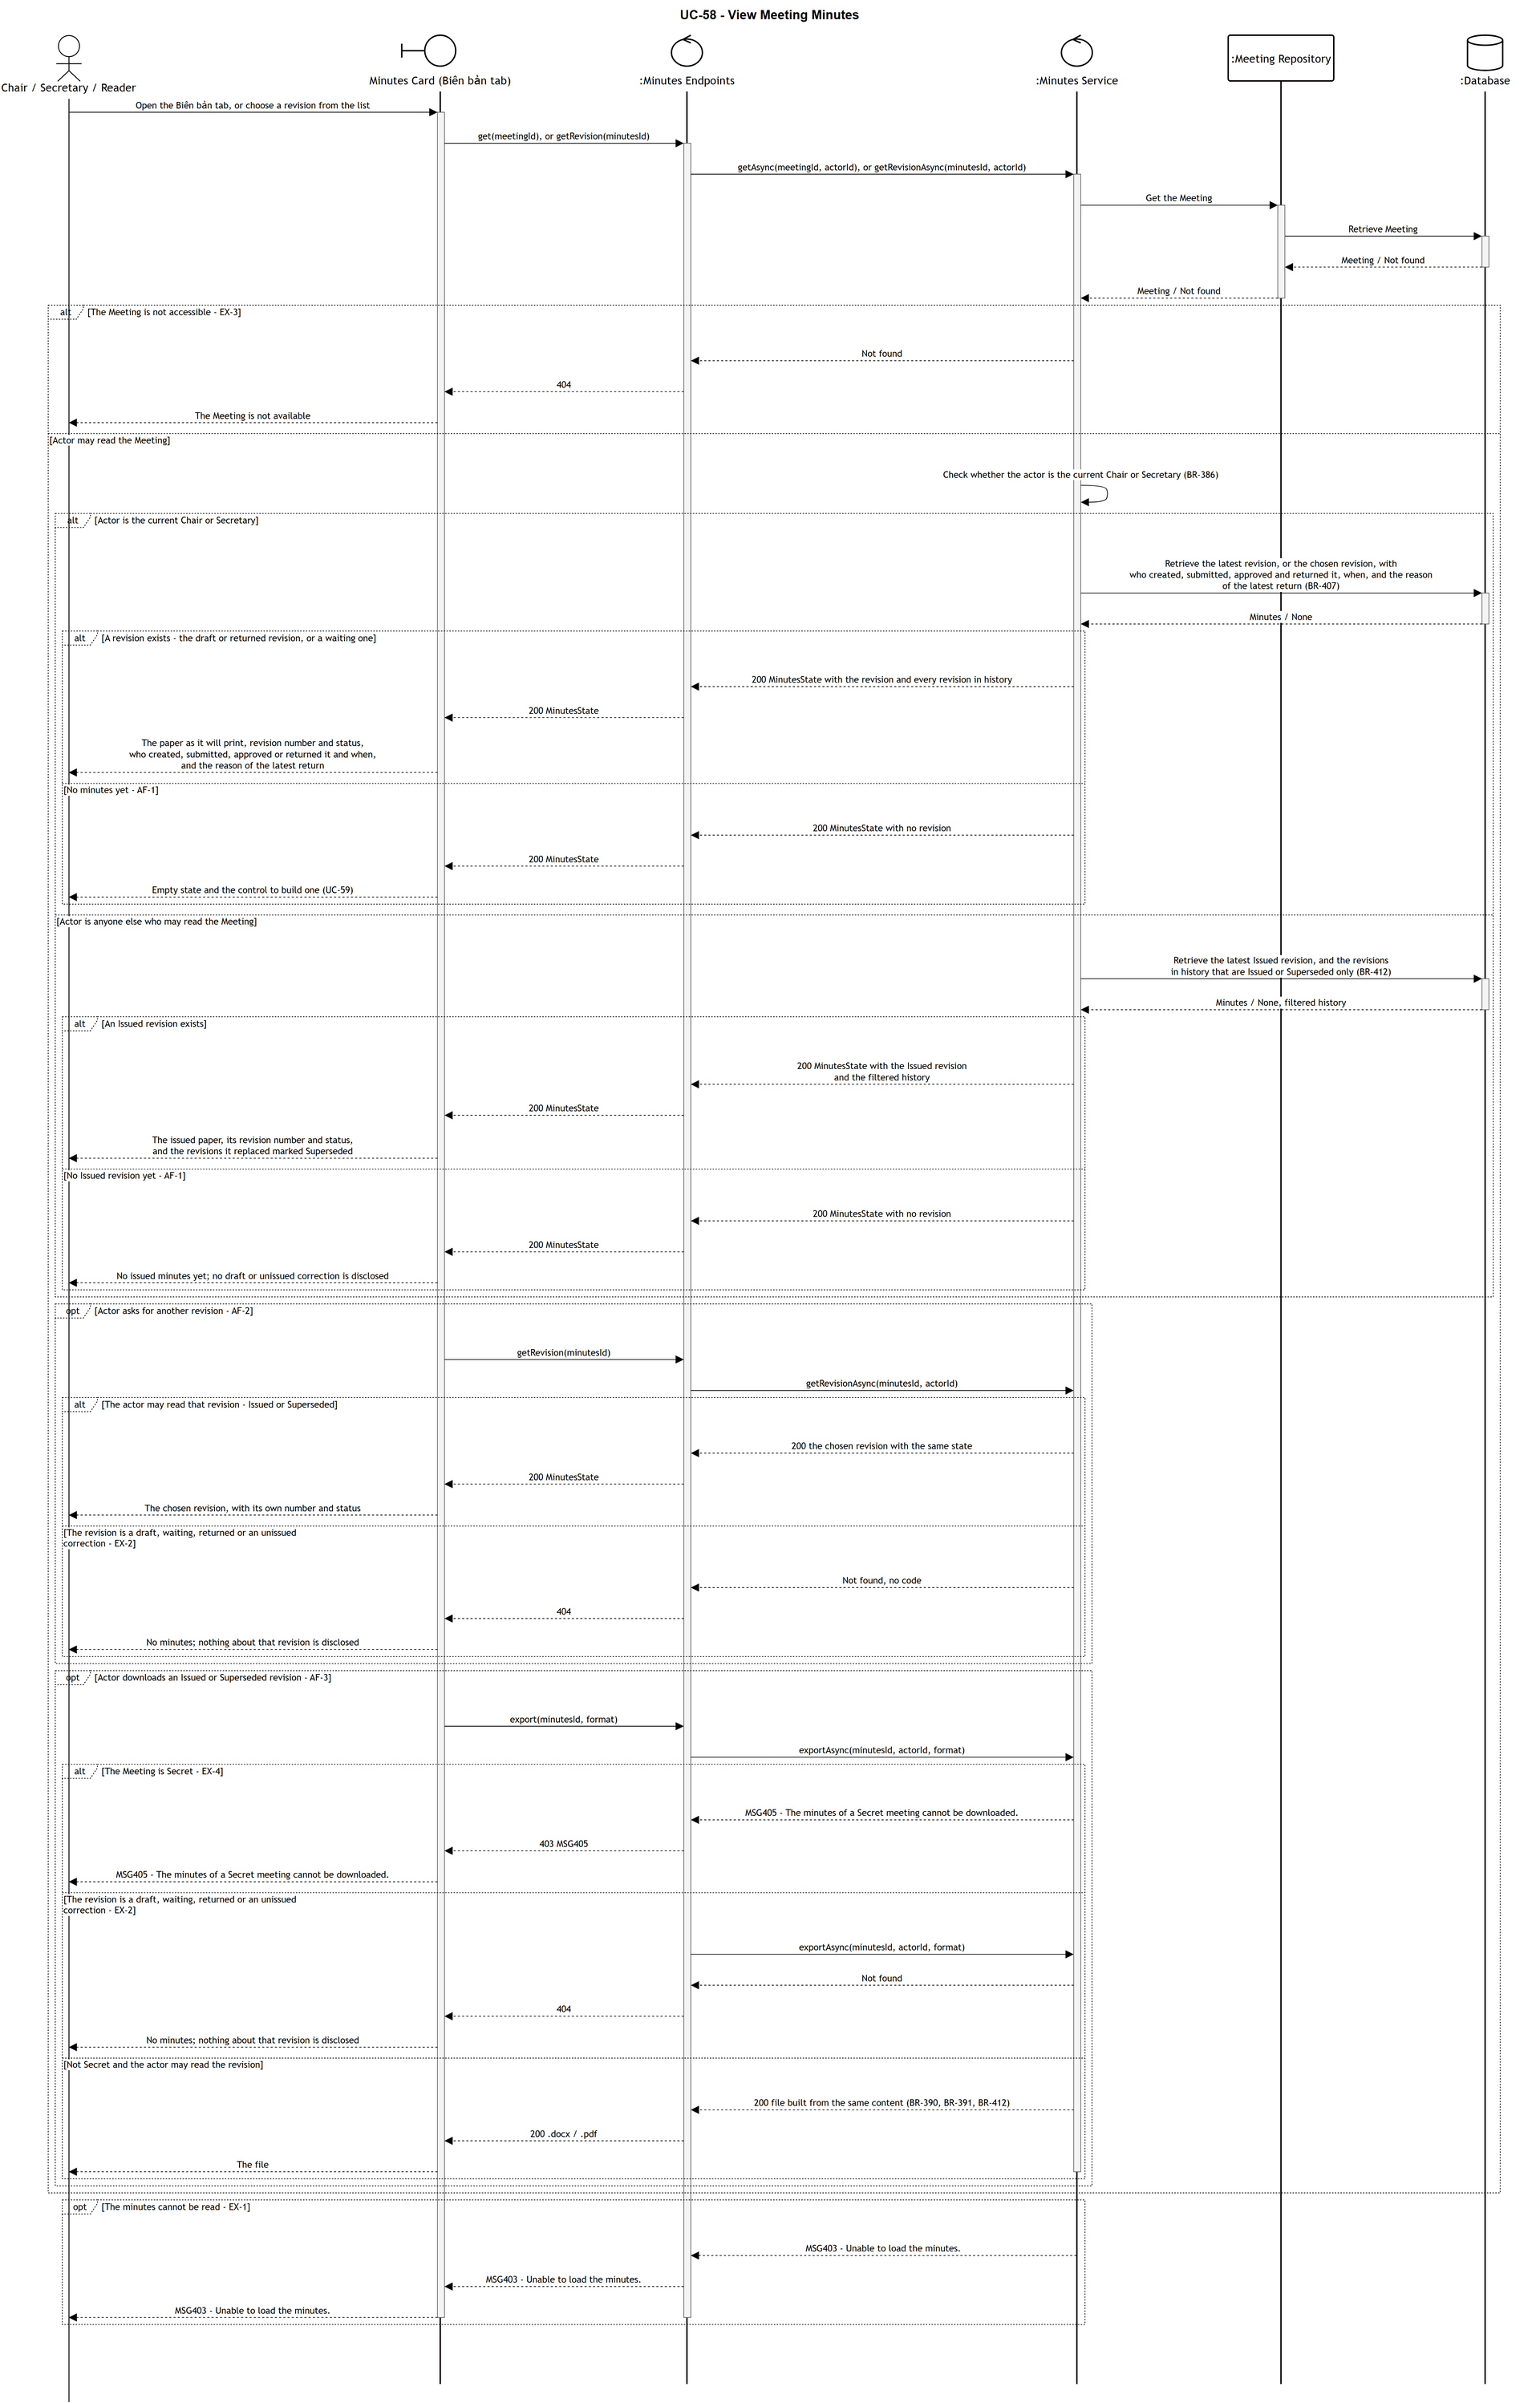 UC-58 - View Meeting Minutes
Chair / Secretary / Reader
Minutes Card (Biên bản tab)
:Minutes Endpoints
:Minutes Service
:Meeting Repository
:Database
Open the Biên bản tab, or choose a revision from the list
get(meetingId), or getRevision(minutesId)
getAsync(meetingId, actorId), or getRevisionAsync(minutesId, actorId)
Get the Meeting
Retrieve Meeting
Meeting / Not found
Meeting / Not found
alt [The Meeting is not accessible - EX-3]
Not found
404
The Meeting is not available
[Actor may read the Meeting]
Check whether the actor is the current Chair or Secretary (BR-386)
alt [Actor is the current Chair or Secretary]
Retrieve the latest revision, or the chosen revision, with
who created, submitted, approved and returned it, when, and the reason
of the latest return (BR-407)
Minutes / None
alt [A revision exists - the draft or returned revision, or a waiting one]
200 MinutesState with the revision and every revision in history
200 MinutesState
The paper as it will print, revision number and status,
who created, submitted, approved or returned it and when,
and the reason of the latest return
[No minutes yet - AF-1]
200 MinutesState with no revision
200 MinutesState
Empty state and the control to build one (UC-59)
[Actor is anyone else who may read the Meeting]
Retrieve the latest Issued revision, and the revisions
in history that are Issued or Superseded only (BR-412)
Minutes / None, filtered history
alt [An Issued revision exists]
200 MinutesState with the Issued revision
and the filtered history
200 MinutesState
The issued paper, its revision number and status,
and the revisions it replaced marked Superseded
[No Issued revision yet - AF-1]
200 MinutesState with no revision
200 MinutesState
No issued minutes yet; no draft or unissued correction is disclosed
opt [Actor asks for another revision - AF-2]
getRevision(minutesId)
getRevisionAsync(minutesId, actorId)
alt [The actor may read that revision - Issued or Superseded]
200 the chosen revision with the same state
200 MinutesState
The chosen revision, with its own number and status
[The revision is a draft, waiting, returned or an unissued
correction - EX-2]
Not found, no code
404
No minutes; nothing about that revision is disclosed
opt [Actor downloads an Issued or Superseded revision - AF-3]
export(minutesId, format)
exportAsync(minutesId, actorId, format)
alt [The Meeting is Secret - EX-4]
MSG405 - The minutes of a Secret meeting cannot be downloaded.
403 MSG405
MSG405 - The minutes of a Secret meeting cannot be downloaded.
[The revision is a draft, waiting, returned or an unissued
correction - EX-2]
exportAsync(minutesId, actorId, format)
Not found
404
No minutes; nothing about that revision is disclosed
[Not Secret and the actor may read the revision]
200 file built from the same content (BR-390, BR-391, BR-412)
200 .docx / .pdf
The file
opt [The minutes cannot be read - EX-1]
MSG403 - Unable to load the minutes.
MSG403 - Unable to load the minutes.
MSG403 - Unable to load the minutes.